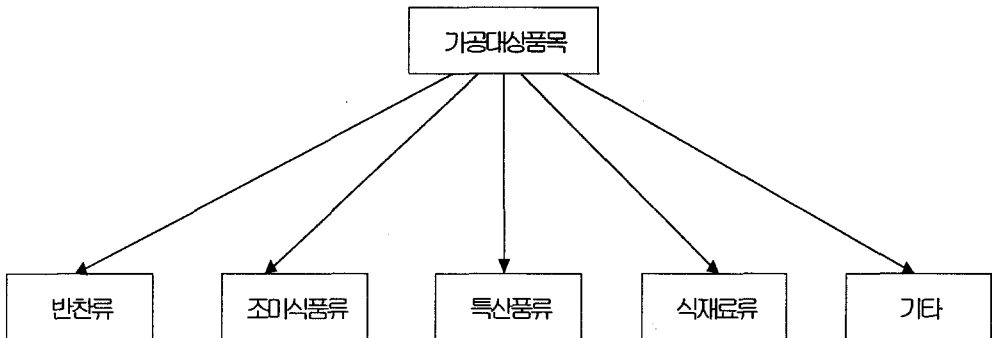 가공대상품목
반찬류
조미식품류
특산품류
식재료류
기타